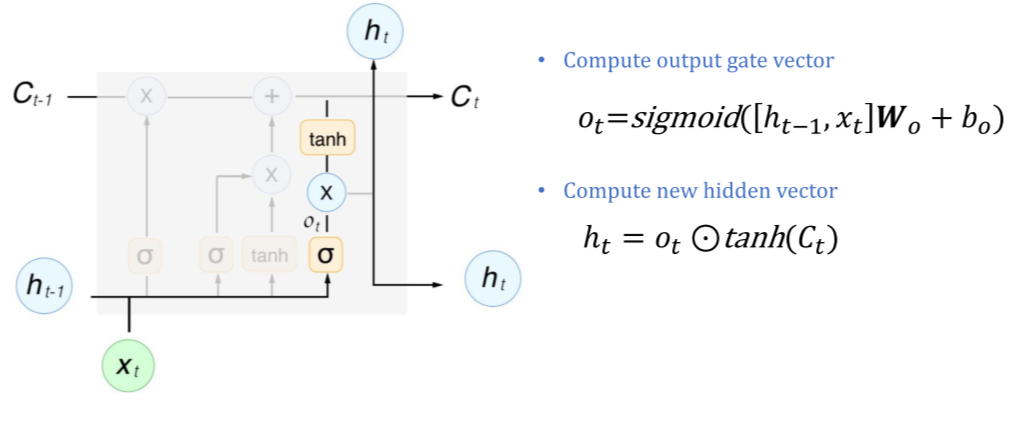 h_t
C_{t-1}
x
+
C_t
tanh
x
x
o_t
σ
σ
tanh
σ
h_{t-1}
h_t
x_t
• Compute output gate vector
o_t=sigmoid([h_{t−1}, x_t]W_o + b_o)
• Compute new hidden vector
h_t = o_t ⊙ tanh(C_t)